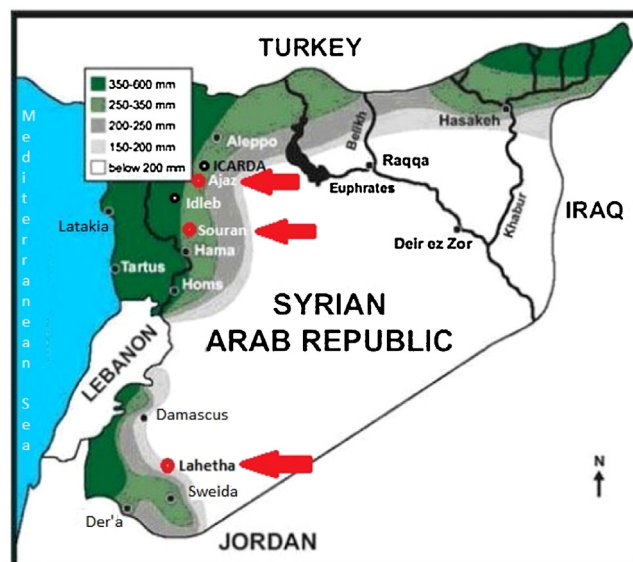 TURKEY
350-600 mm
250-350 mm
200-250 mm
150-200 mm
below 200 mm
Mediterranean Sea
Aleppo
Belikh
Hasakeh
ICARDA
Raqqa
Ajaz
Euphrates
Idleb
Khabur
IRAQ
Latakia
Souran
Deir ez Zor
Hama
Tartus
Homs
SYRIAN
ARAB REPUBLIC
LEBANON
Damascus
Lahetha
N
Sweida
Der'a
JORDAN